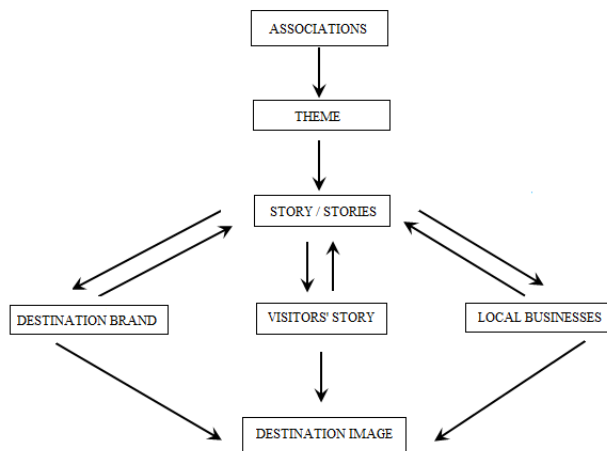 ASSOCIATIONS
THEME
STORY / STORIES
DESTINATION BRAND
VISITORS' STORY
LOCAL BUSINESSES
DESTINATION IMAGE